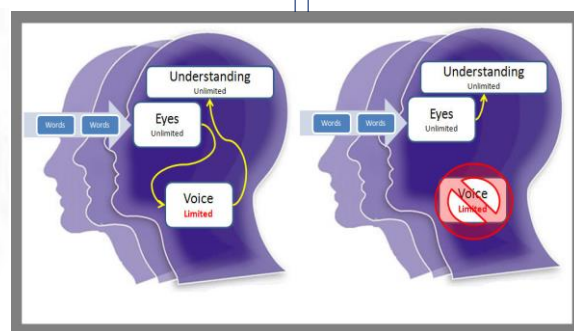 Understanding
Unlimited
Words Words
Eyes
Unlimited
Voice
Limited
Understanding
Unlimited
Words Words
Eyes
Unlimited
Voice
Limited